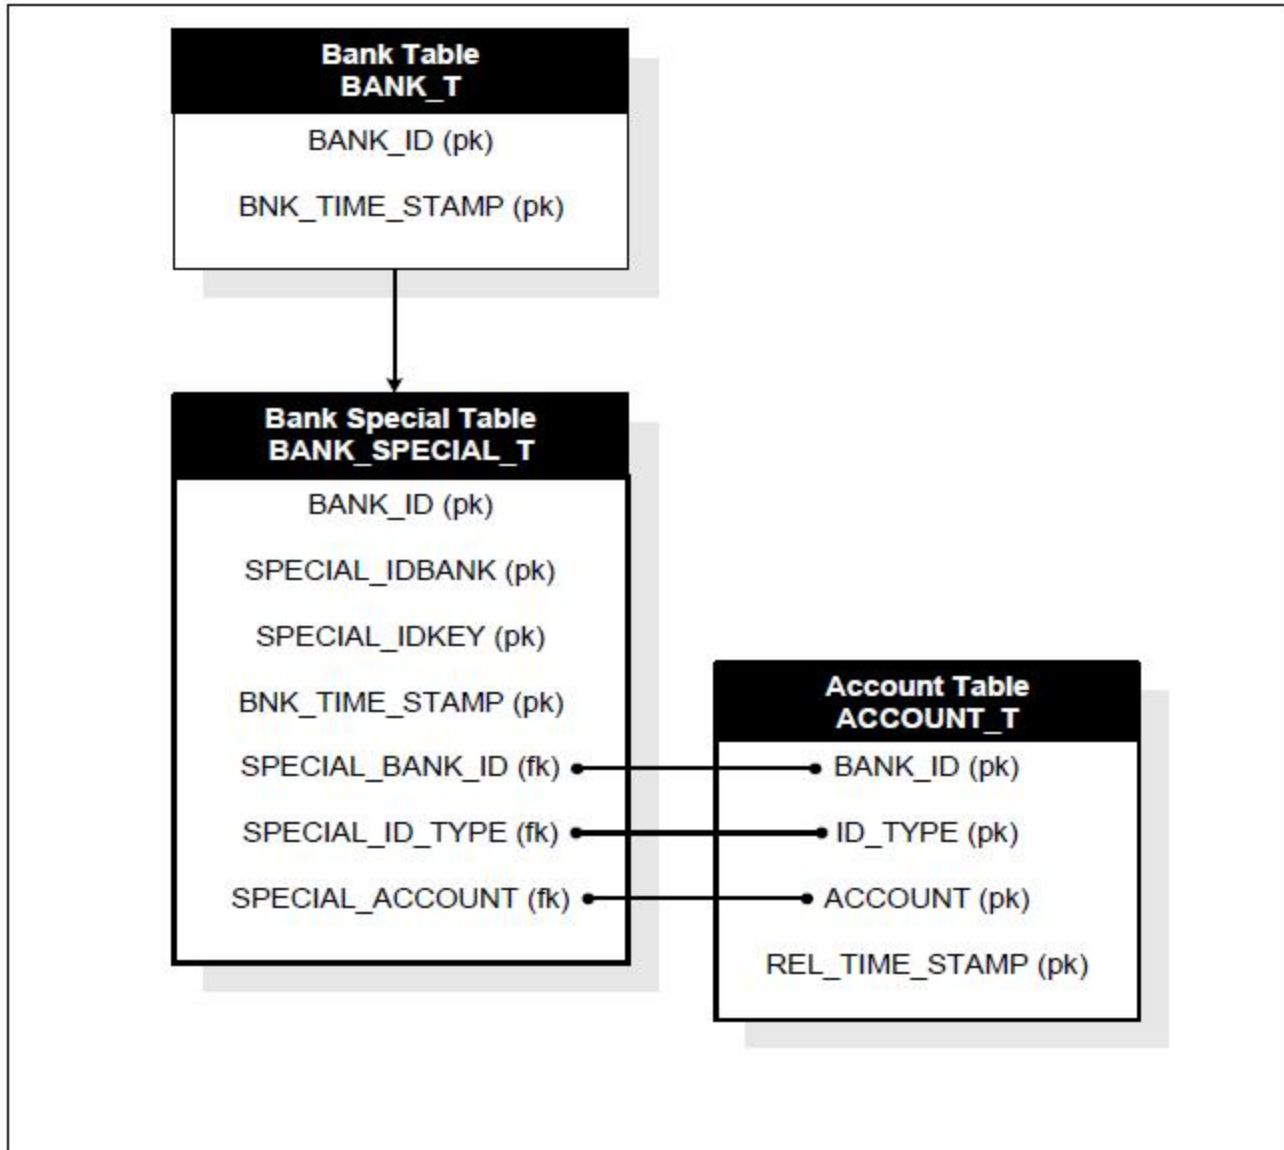 Bank Table
BANK_T
BANK_ID (pk)
BNK_TIME_STAMP (pk)
Bank Special Table
BANK_SPECIAL_T
BANK_ID (pk)
SPECIAL_IDBANK (pk)
SPECIAL_IDKEY (pk)
BNK_TIME_STAMP (pk)
SPECIAL_BANK_ID (fk)
SPECIAL_ID_TYPE (fk)
SPECIAL_ACCOUNT (fk)
Account Table
ACCOUNT_T
BANK_ID (pk)
ID_TYPE (pk)
ACCOUNT (pk)
REL_TIME_STAMP (pk)